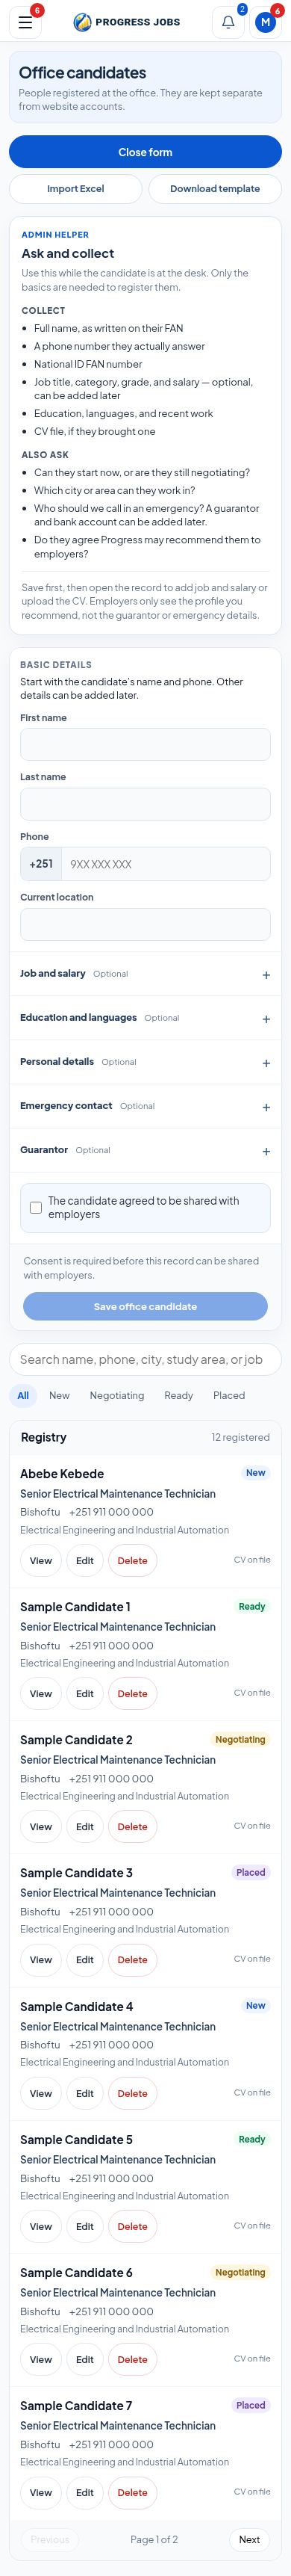 6
PROGRESS JOBS
2
M
6
Office candidates
People registered at the office. They are kept separate
from website accounts.
Close form
Import Excel
Download template
ADMIN HELPER
Ask and collect
Use this while the candidate is at the desk. Only the
basics are needed to register them.
COLLECT
Full name, as written on their FAN
A phone number they actually answer
National ID FAN number
Job title, category, grade, and salary — optional,
can be added later
Education, languages, and recent work
CV file, if they brought one
ALSO ASK
Can they start now, or are they still negotiating?
Which city or area can they work in?
Who should we call in an emergency? A guarantor
and bank account can be added later.
Do they agree Progress may recommend them to
employers?
Save first, then open the record to add job and salary or
upload the CV. Employers only see the profile you
recommend, not the guarantor or emergency details.
BASIC DETAILS
Start with the candidate's name and phone. Other
details can be added later.
First name
Last name
Phone
+251 9XX XXX XXX
Current location
Job and salary Optional +
Education and languages Optional +
Personal details Optional +
Emergency contact Optional +
Guarantor Optional +
The candidate agreed to be shared with
employers
Consent is required before this record can be shared
with employers.
Save office candidate
Search name, phone, city, study area, or job
All New Negotiating Ready Placed
Registry 12 registered
Abebe Kebede New
Senior Electrical Maintenance Technician
Bishoftu +251 911 000 000
Electrical Engineering and Industrial Automation
View Edit Delete CV on file
Sample Candidate 1 Ready
Senior Electrical Maintenance Technician
Bishoftu +251 911 000 000
Electrical Engineering and Industrial Automation
View Edit Delete CV on file
Sample Candidate 2 Negotiating
Senior Electrical Maintenance Technician
Bishoftu +251 911 000 000
Electrical Engineering and Industrial Automation
View Edit Delete CV on file
Sample Candidate 3 Placed
Senior Electrical Maintenance Technician
Bishoftu +251 911 000 000
Electrical Engineering and Industrial Automation
View Edit Delete CV on file
Sample Candidate 4 New
Senior Electrical Maintenance Technician
Bishoftu +251 911 000 000
Electrical Engineering and Industrial Automation
View Edit Delete CV on file
Sample Candidate 5 Ready
Senior Electrical Maintenance Technician
Bishoftu +251 911 000 000
Electrical Engineering and Industrial Automation
View Edit Delete CV on file
Sample Candidate 6 Negotiating
Senior Electrical Maintenance Technician
Bishoftu +251 911 000 000
Electrical Engineering and Industrial Automation
View Edit Delete CV on file
Sample Candidate 7 Placed
Senior Electrical Maintenance Technician
Bishoftu +251 911 000 000
Electrical Engineering and Industrial Automation
View Edit Delete CV on file
Previous Page 1 of 2 Next